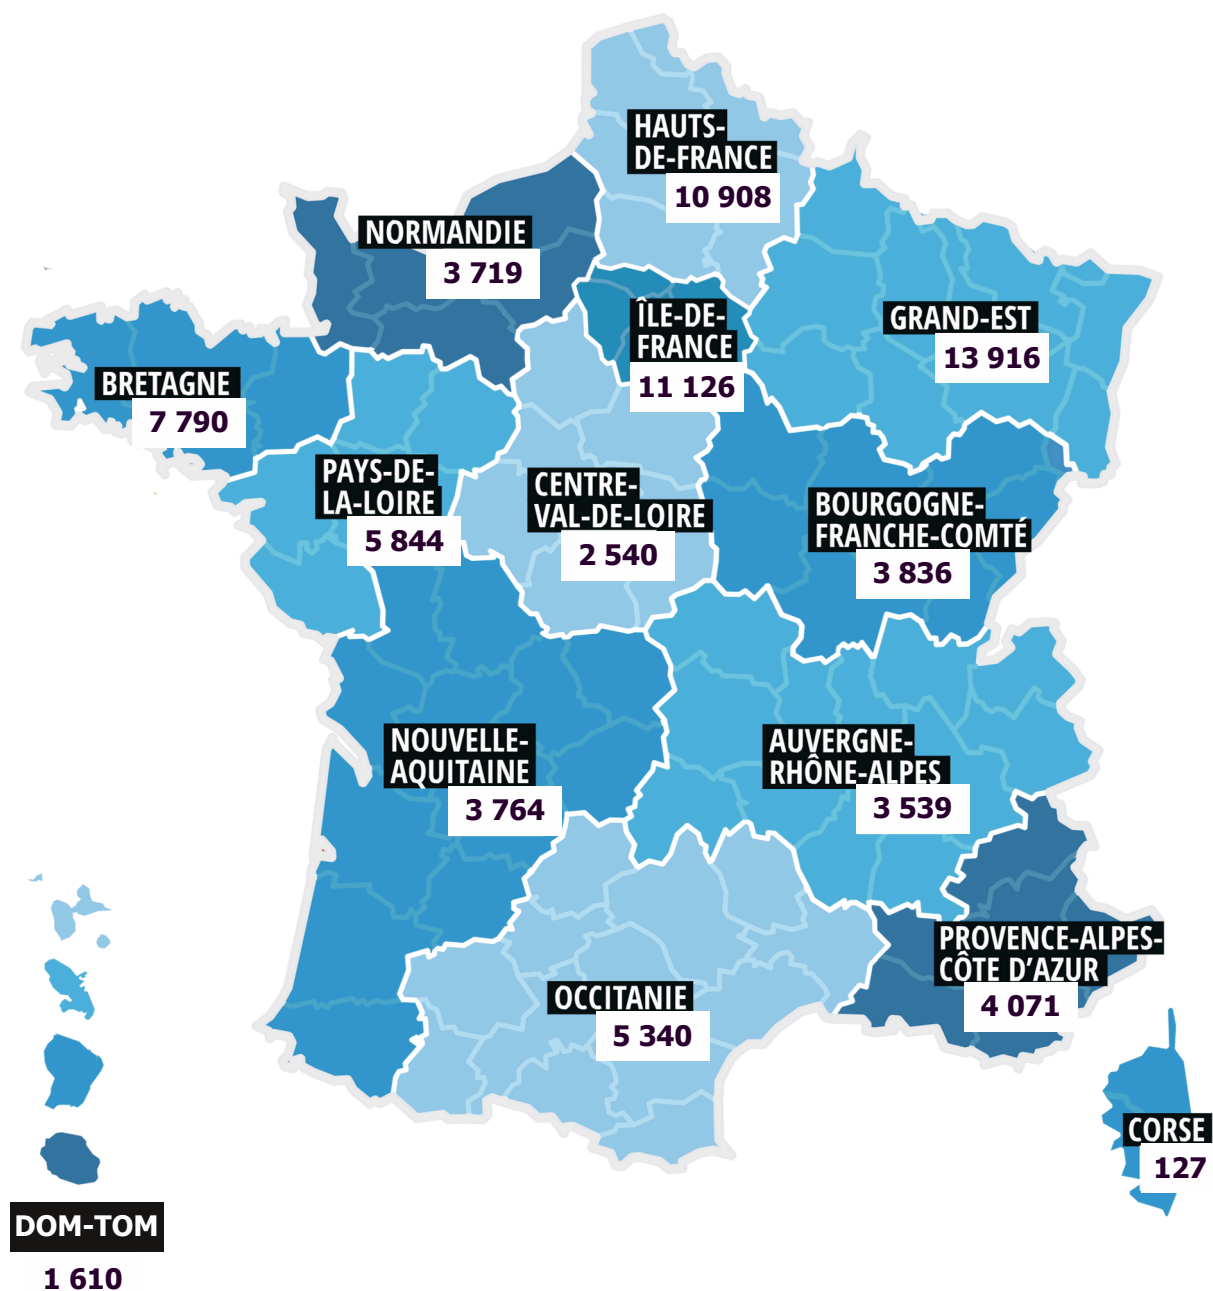 HAUTS-
DE-FRANCE
10 908
NORMANDIE
3 719
ÎLE-DE-
FRANCE
11 126
GRAND-EST
13 916
BRETAGNE
7 790
PAYS-DE-
LA-LOIRE
5 844
CENTRE-
VAL-DE-LOIRE
2 540
BOURGOGNE-
FRANCHE-COMTÉ
3 836
NOUVELLE-
AQUITAINE
3 764
AUVERGNE-
RHÔNE-ALPES
3 539
PROVENCE-ALPES-
CÔTE D’AZUR
4 071
OCCITANIE
5 340
CORSE
127
DOM-TOM
1 610